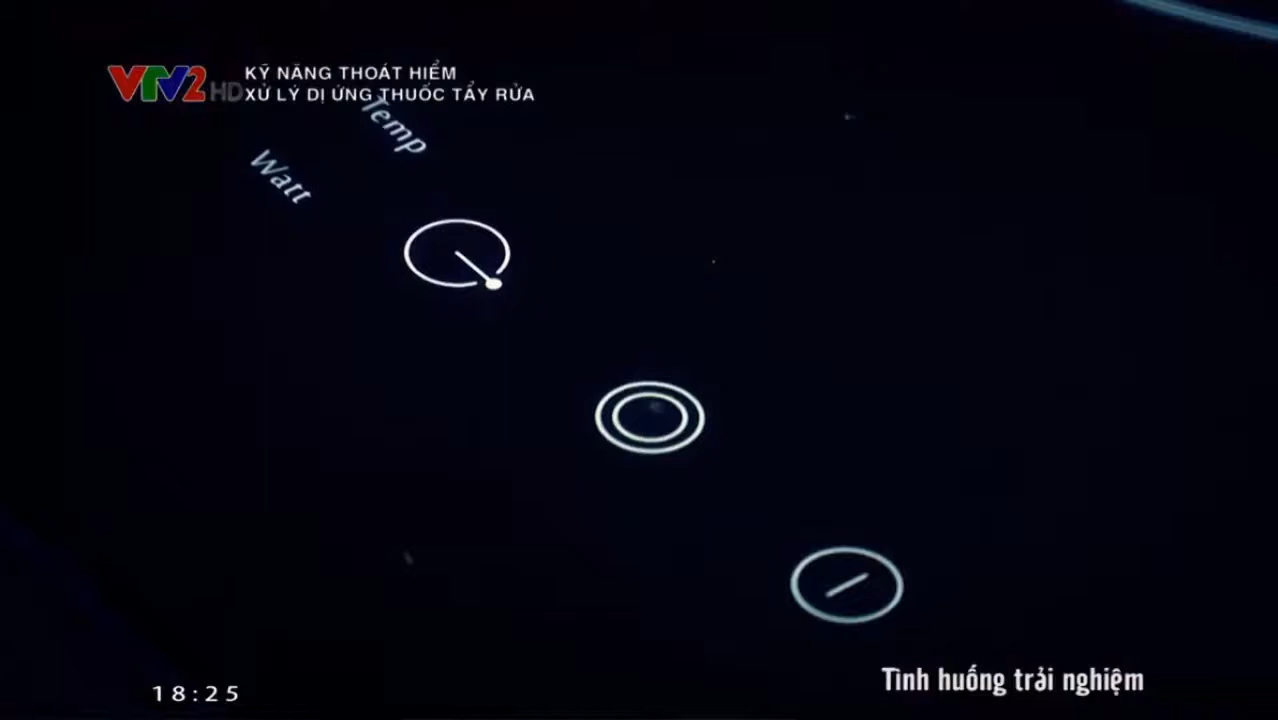 VTV2 HD
KỸ NĂNG THOÁT HIỂM
XỬ LÝ DỊ ỨNG THUỐC TẨY RỬA
Temp
Watt
18:25
Tình huống trải nghiệm